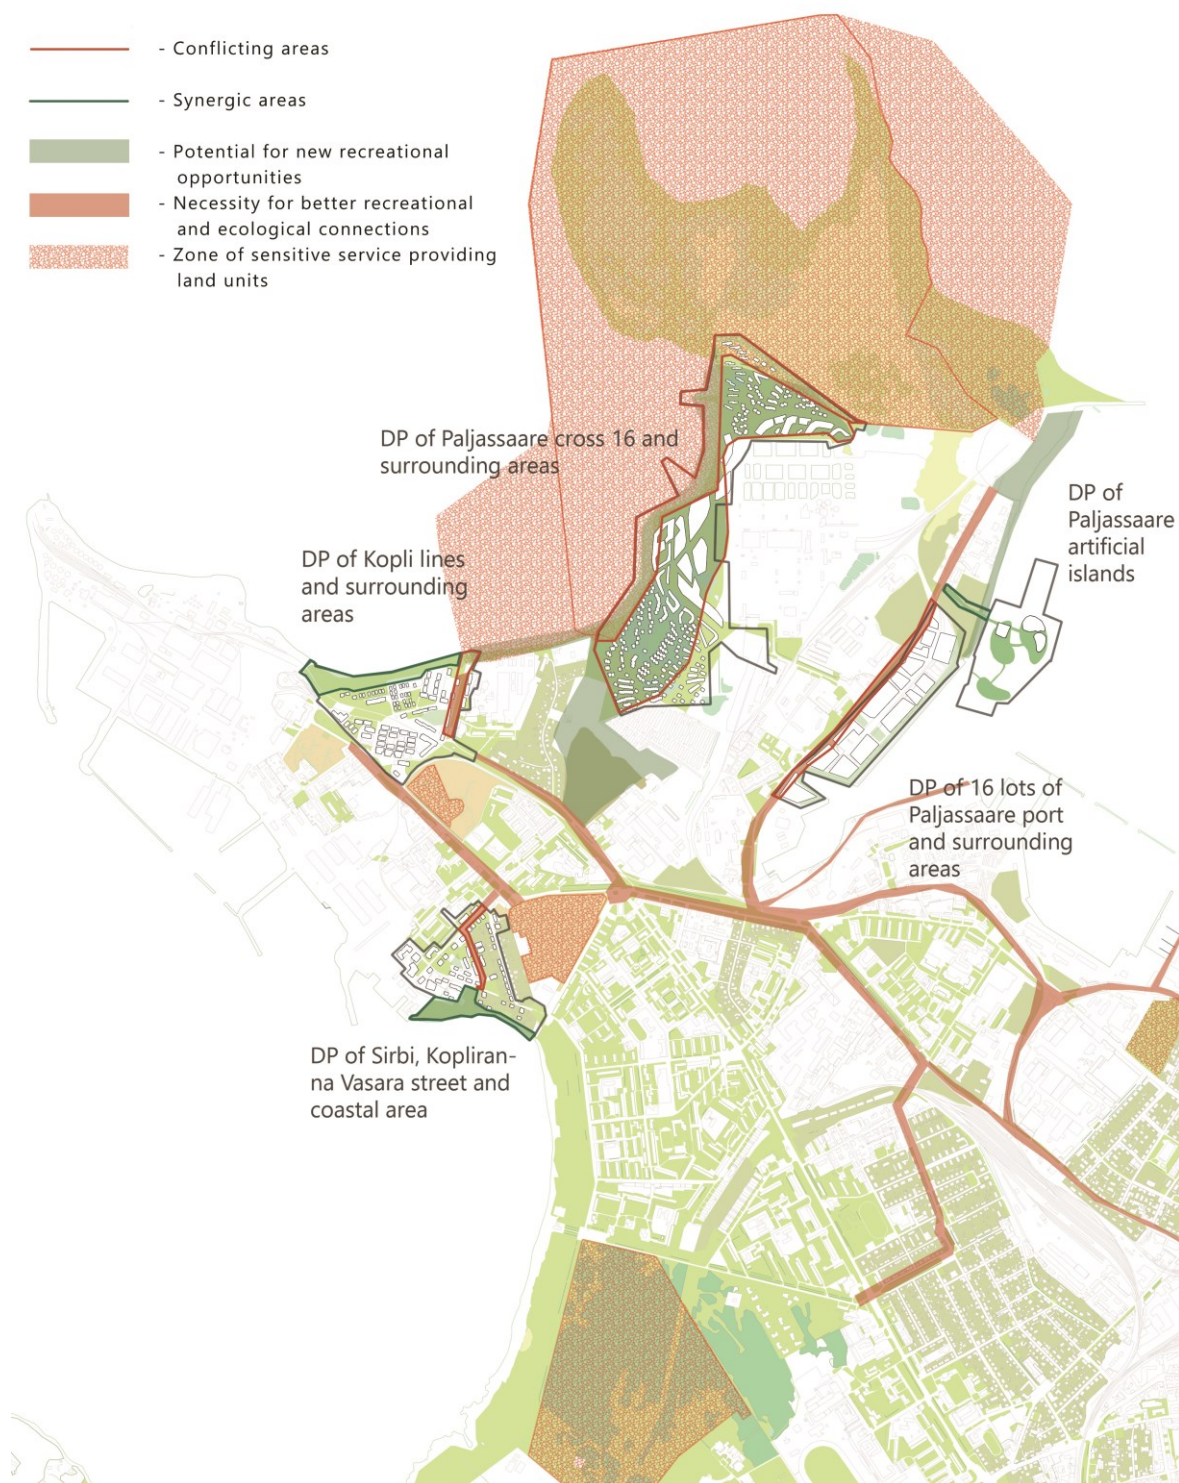 - Conflicting areas
- Synergic areas
- Potential for new recreational
opportunities
- Necessity for better recreational
and ecological connections
- Zone of sensitive service providing
land units
DP of Paljassaare cross 16 and
surrounding areas
DP of
Paljassaare
artificial
islands
DP of Kopli lines
and surrounding
areas
DP of 16 lots of
Paljassaare port
and surrounding
areas
DP of Sirbi, Kopliran-
na Vasara street and
coastal area